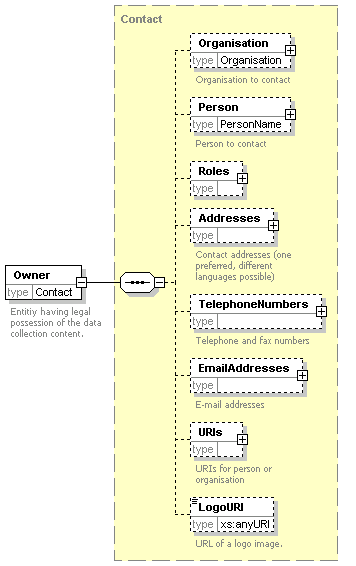 Contact
Organisation
type Organisation
Organisation to contact
Person
type PersonName
Person to contact
Roles
type
Addresses
type
Contact addresses (one
preferred, different
languages possible)
Owner
type Contact
Entitiy having legal
possession of the data
collection content.
TelephoneNumbers
type
Telephone and fax numbers
EmailAddresses
type
E-mail addresses
URIs
type
URIs for person or
organisation
LogoURI
type xs:anyURI
URL of a logo image.